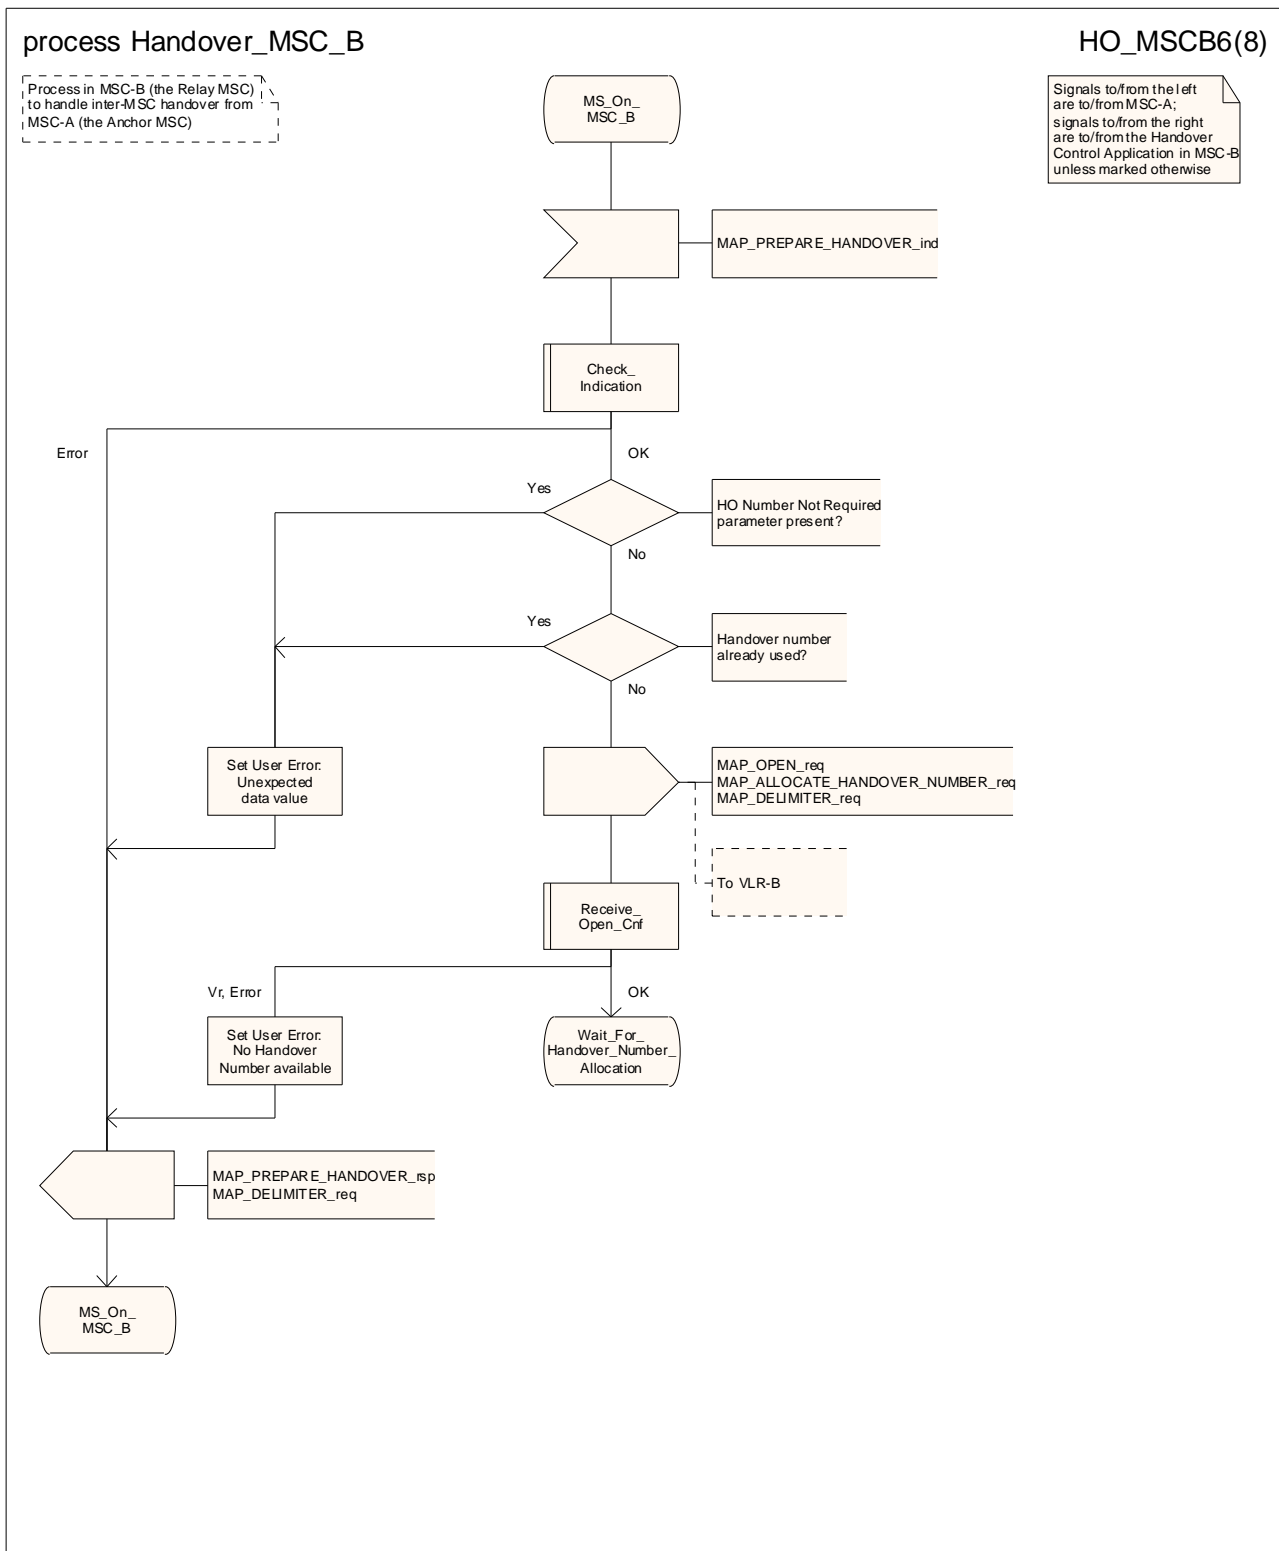 process Handover_MSC_B
HO_MSCB6(8)
Process in MSC-B (the Relay MSC)
to handle inter-MSC handover from
MSC-A (the Anchor MSC)
MS_On_
MSC_B
Signals to/from the left
are to/from MSC-A;
signals to/from the right
are to/from the Handover
Control Application in MSC-B
unless marked otherwise
MAP_PREPARE_HANDOVER_ind
Check_
Indication
Error
OK
Yes
HO Number Not Required
parameter present?
No
Yes
Handover number
already used?
No
Set User Error:
Unexpected
data value
MAP_OPEN_req
MAP_ALLOCATE_HANDOVER_NUMBER_req
MAP_DELIMITER_req
To VLR-B
Receive_
Open_Cnf
Vr, Error
OK
Set User Error:
No Handover
Number available
Wait_For_
Handover_Number_
Allocation
MAP_PREPARE_HANDOVER_rsp
MAP_DELIMITER_req
MS_On_
MSC_B